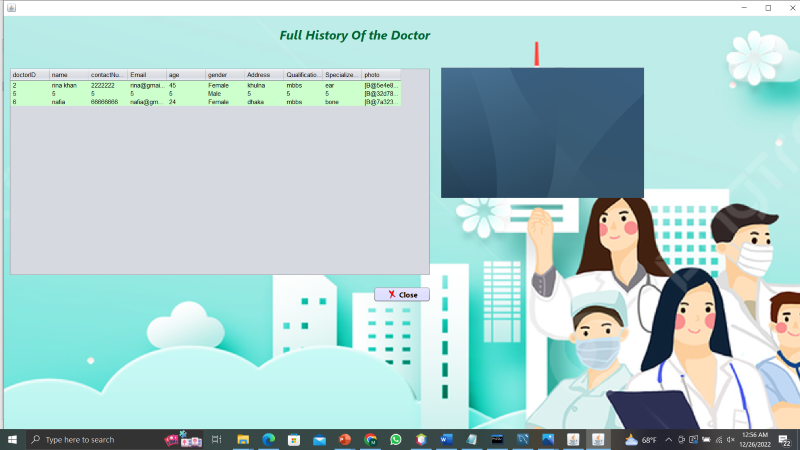 Full History Of the Doctor
doctorID name contactNu... Email age gender Address Qualificatio... Specialize... photo
2 rina khan 2222222 rina@gmai... 45 Female khulna mbbs ear [B@5e4e8...
5 5 5 5 5 Male 5 5 5 [B@32d78...
6 nafia 66666666 nafia@gm... 24 Female dhaka mbbs bone [B@7a323...
X Close
Type here to search
68°F
12:56 AM
12/26/2022
22